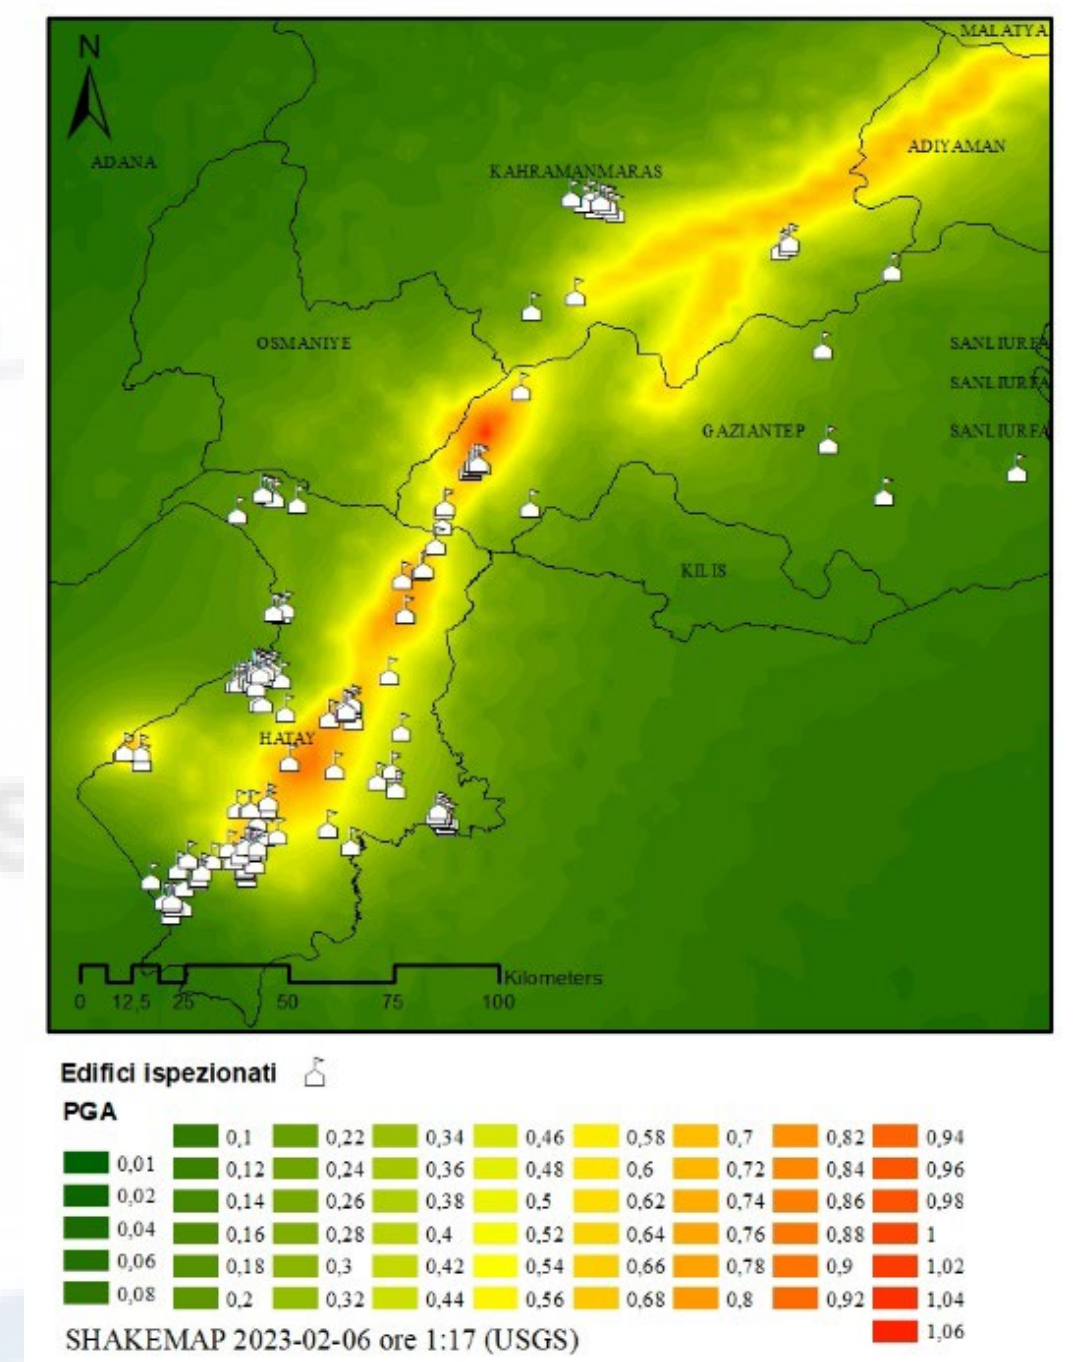 MALATYA
N
ADIYAMAN
ADANA
KAHRAMANMARAS
OSMANIYE
SANLIURFA
SANLIURFA
GAZIANTEP
SANLIURFA
KILIS
HATAY
Kilometers
0 12,5 25 50 75 100
Edifici ispezionati
PGA
0,1 0,22 0,34 0,46 0,58 0,7 0,82 0,94
0,01 0,12 0,24 0,36 0,48 0,6 0,72 0,84 0,96
0,02 0,14 0,26 0,38 0,5 0,62 0,74 0,86 0,98
0,04 0,16 0,28 0,4 0,52 0,64 0,76 0,88 1
0,06 0,18 0,3 0,42 0,54 0,66 0,78 0,9 1,02
0,08 0,2 0,32 0,44 0,56 0,68 0,8 0,92 1,04
1,06
SHAKEMAP 2023-02-06 ore 1:17 (USGS)